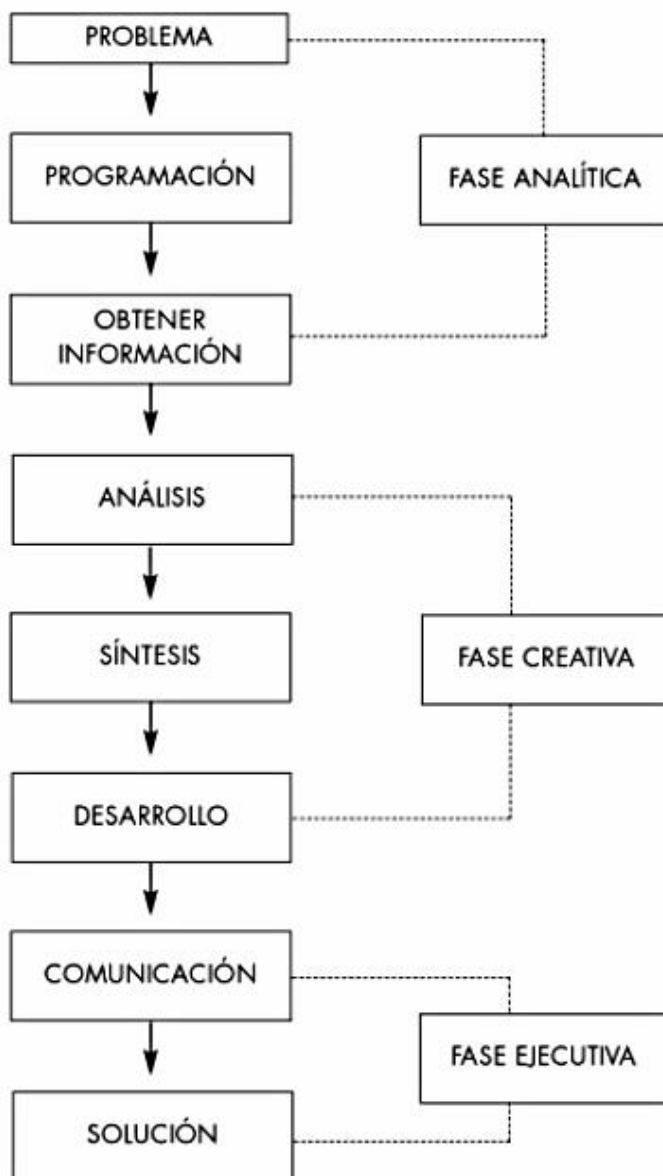 PROBLEMA
PROGRAMACIÓN
FASE ANALÍTICA
OBTENER
INFORMACIÓN
ANÁLISIS
SÍNTESIS
FASE CREATIVA
DESARROLLO
COMUNICACIÓN
FASE EJECUTIVA
SOLUCIÓN